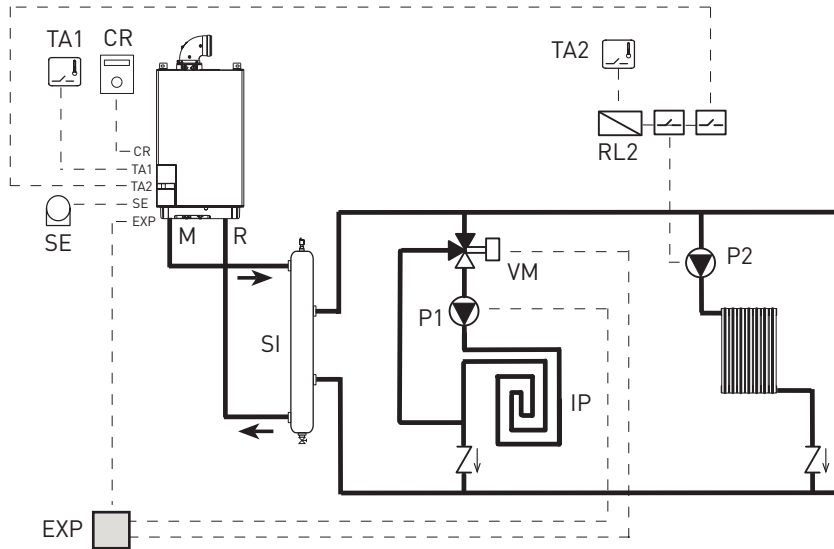 TA1 CR
TA2
RL2
CR
TA1
TA2
SE
EXP
SE
M R
SI
VM
P1
P2
IP
EXP